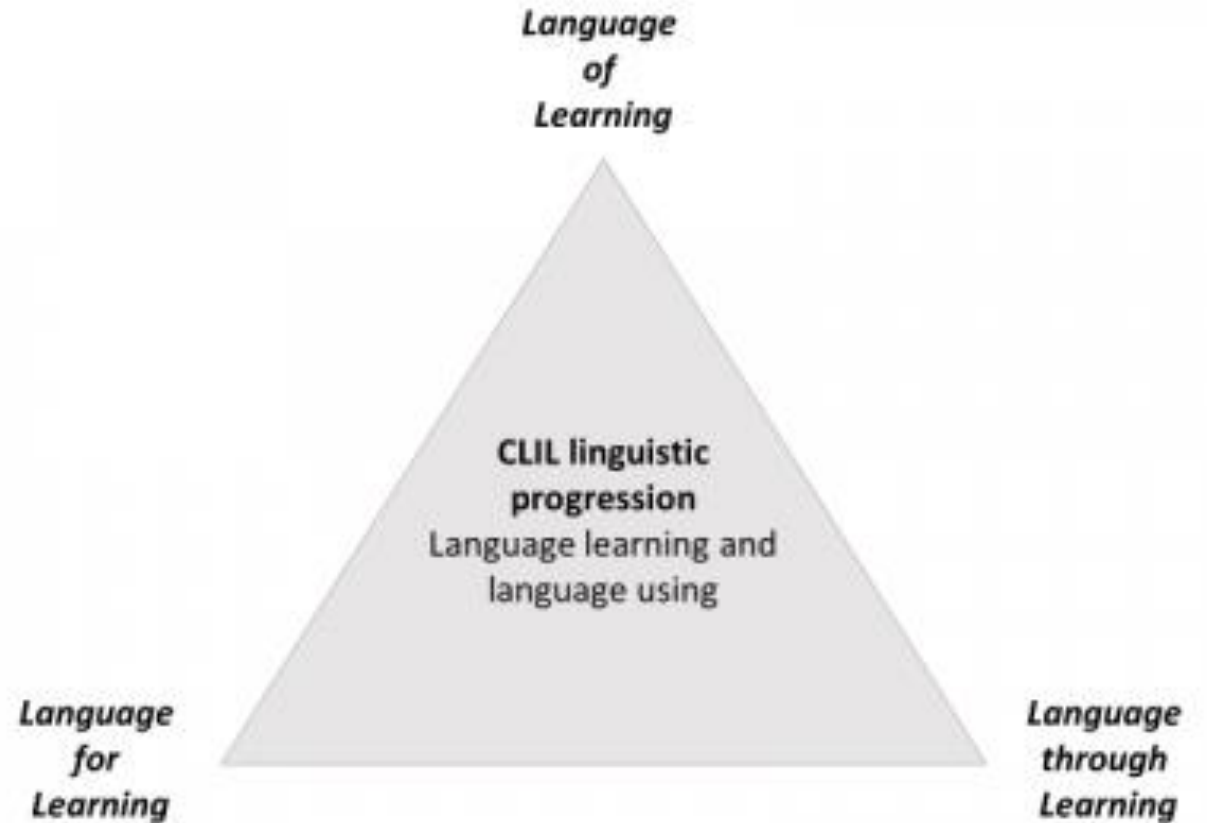 Language
of
Learning
CLIL linguistic
progression
Language learning and
language using
Language
for
Learning
Language
through
Learning